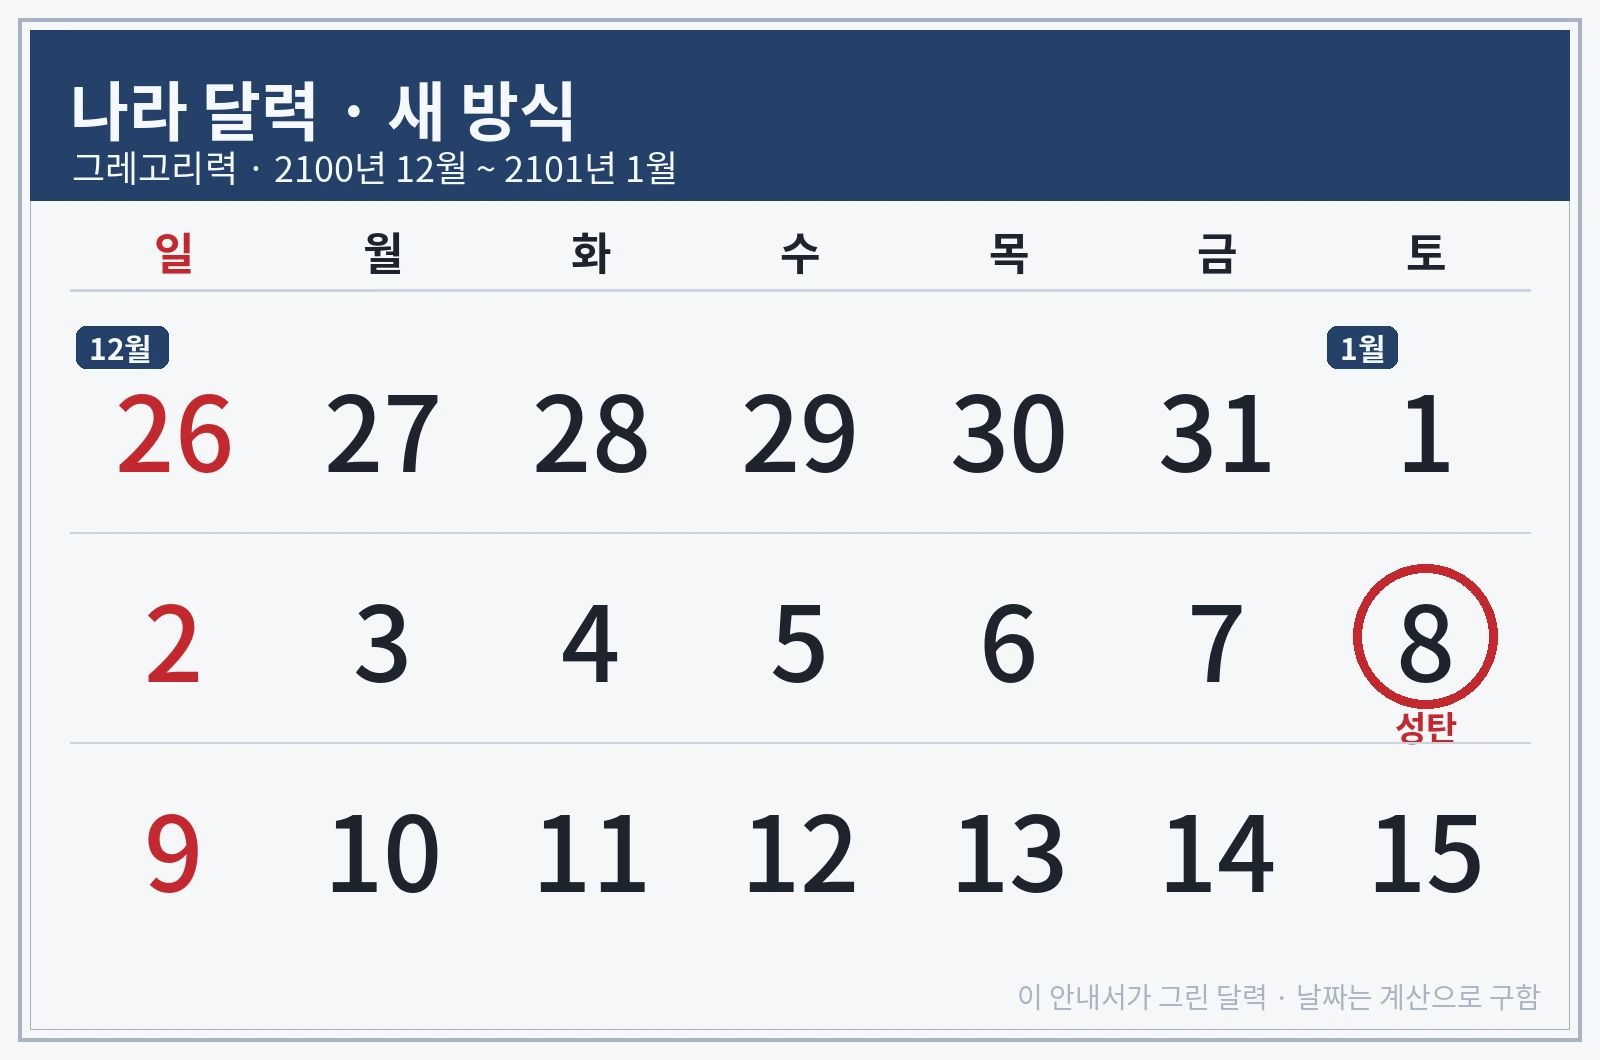 나라 달력 · 새 방식
그레고리력 · 2100년 12월 ~ 2101년 1월
일 월 화 수 목 금 토
12월 1월
26 27 28 29 30 31 1
2 3 4 5 6 7 8
성탄
9 10 11 12 13 14 15
이 안내서가 그린 달력 · 날짜는 계산으로 구함